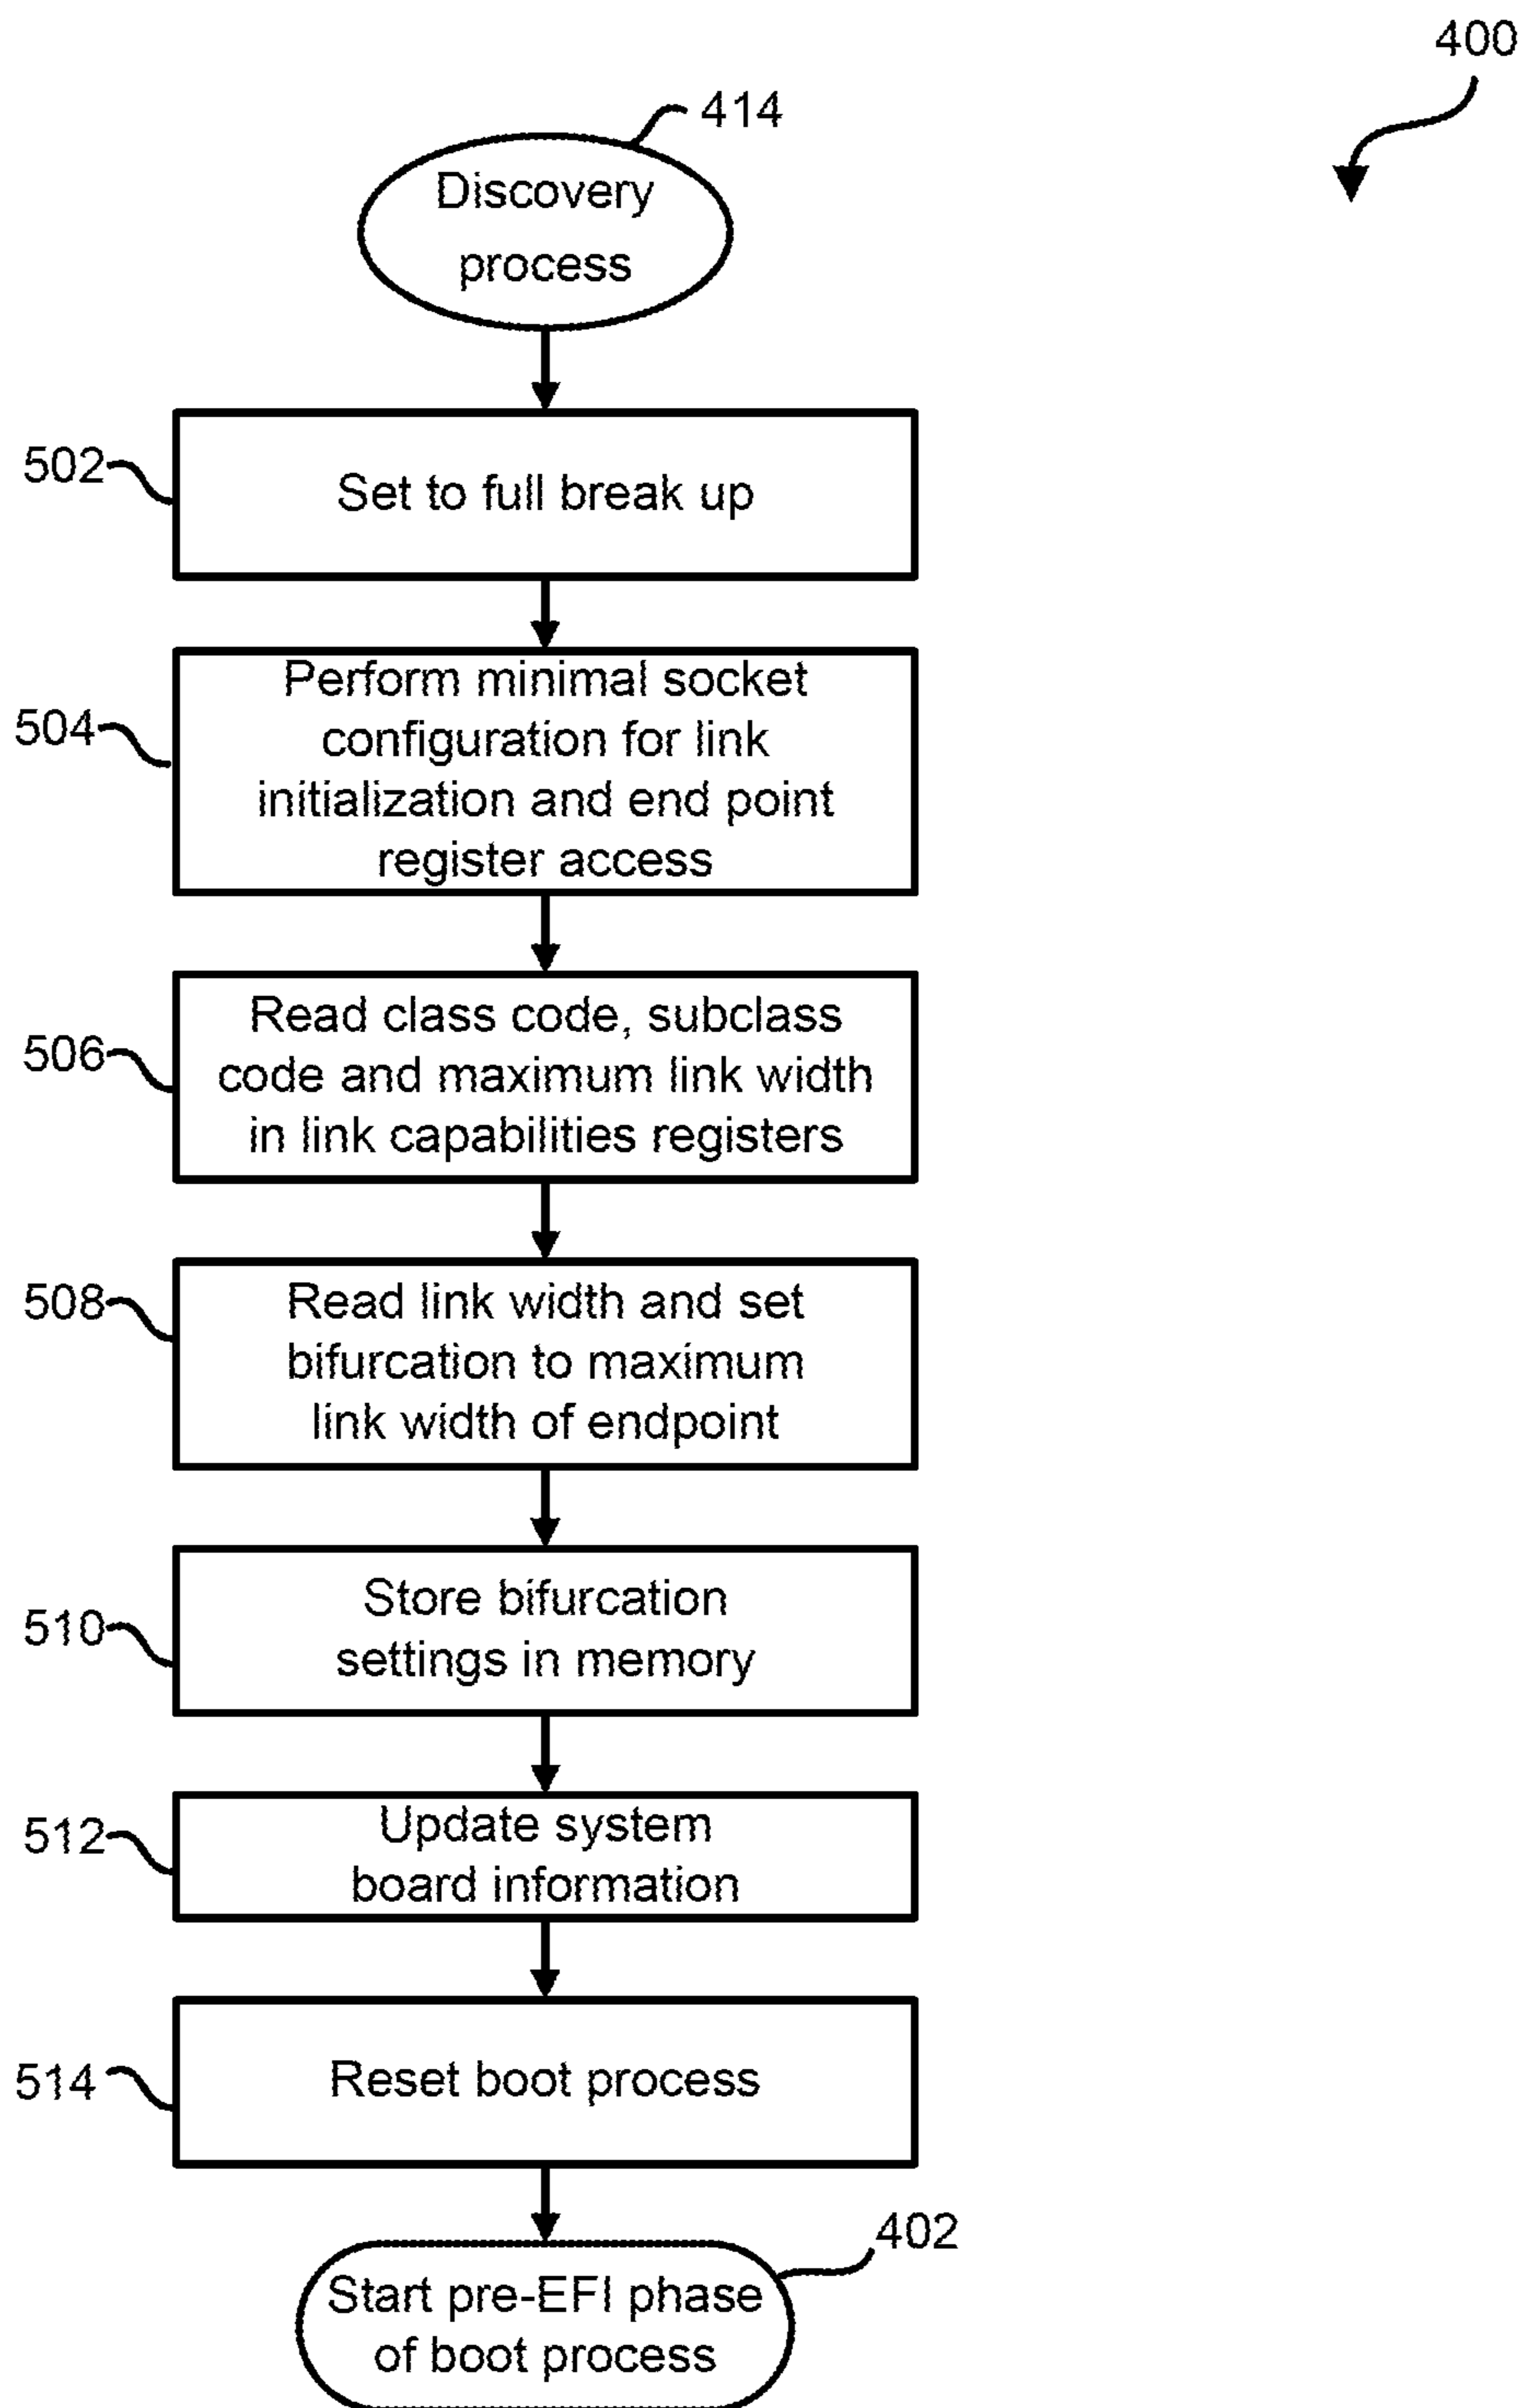 400
414
Discovery
process
502
Set to full break up
504
Perform minimal socket
configuration for link
initialization and end point
register access
506
Read class code, subclass
code and maximum link width
in link capabilities registers
508
Read link width and set
bifurcation to maximum
link width of endpoint
510
Store bifurcation
settings in memory
512
Update system
board information
514
Reset boot process
402
Start pre-EFI phase
of boot process